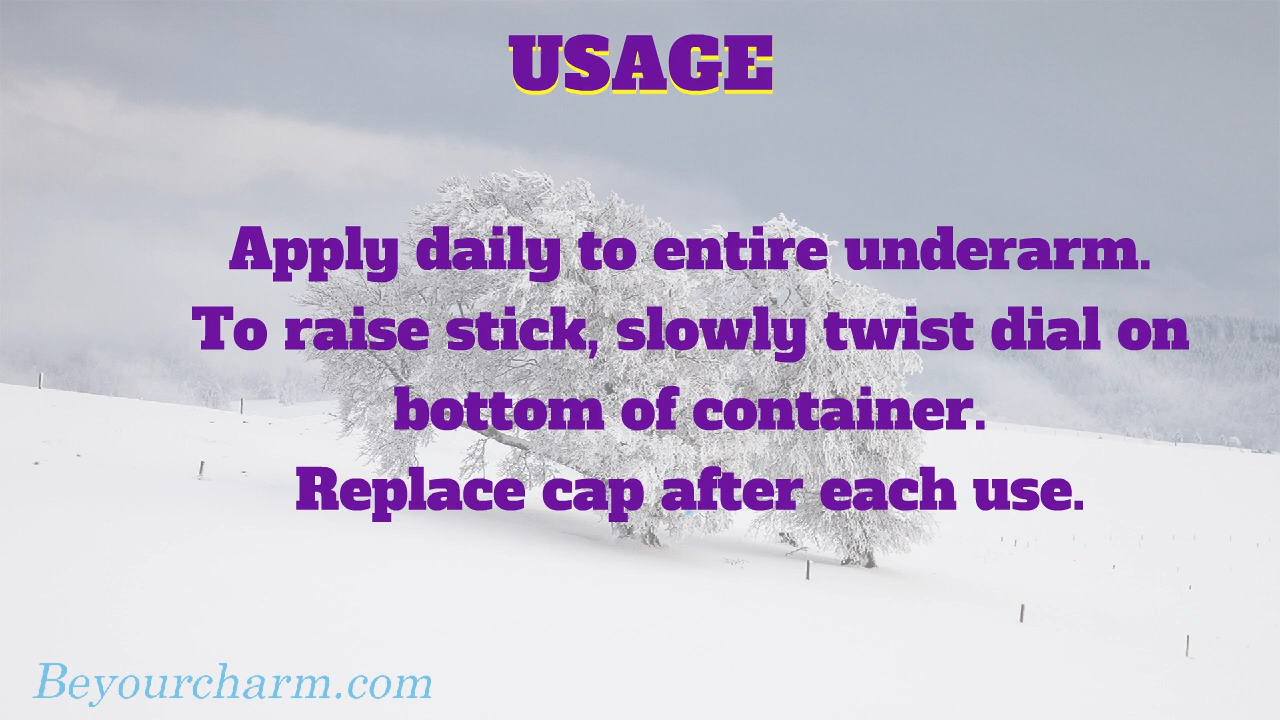 USAGE
Apply daily to entire underarm.
To raise stick, slowly twist dial on
bottom of container.
Replace cap after each use.
Beyourcharm.com